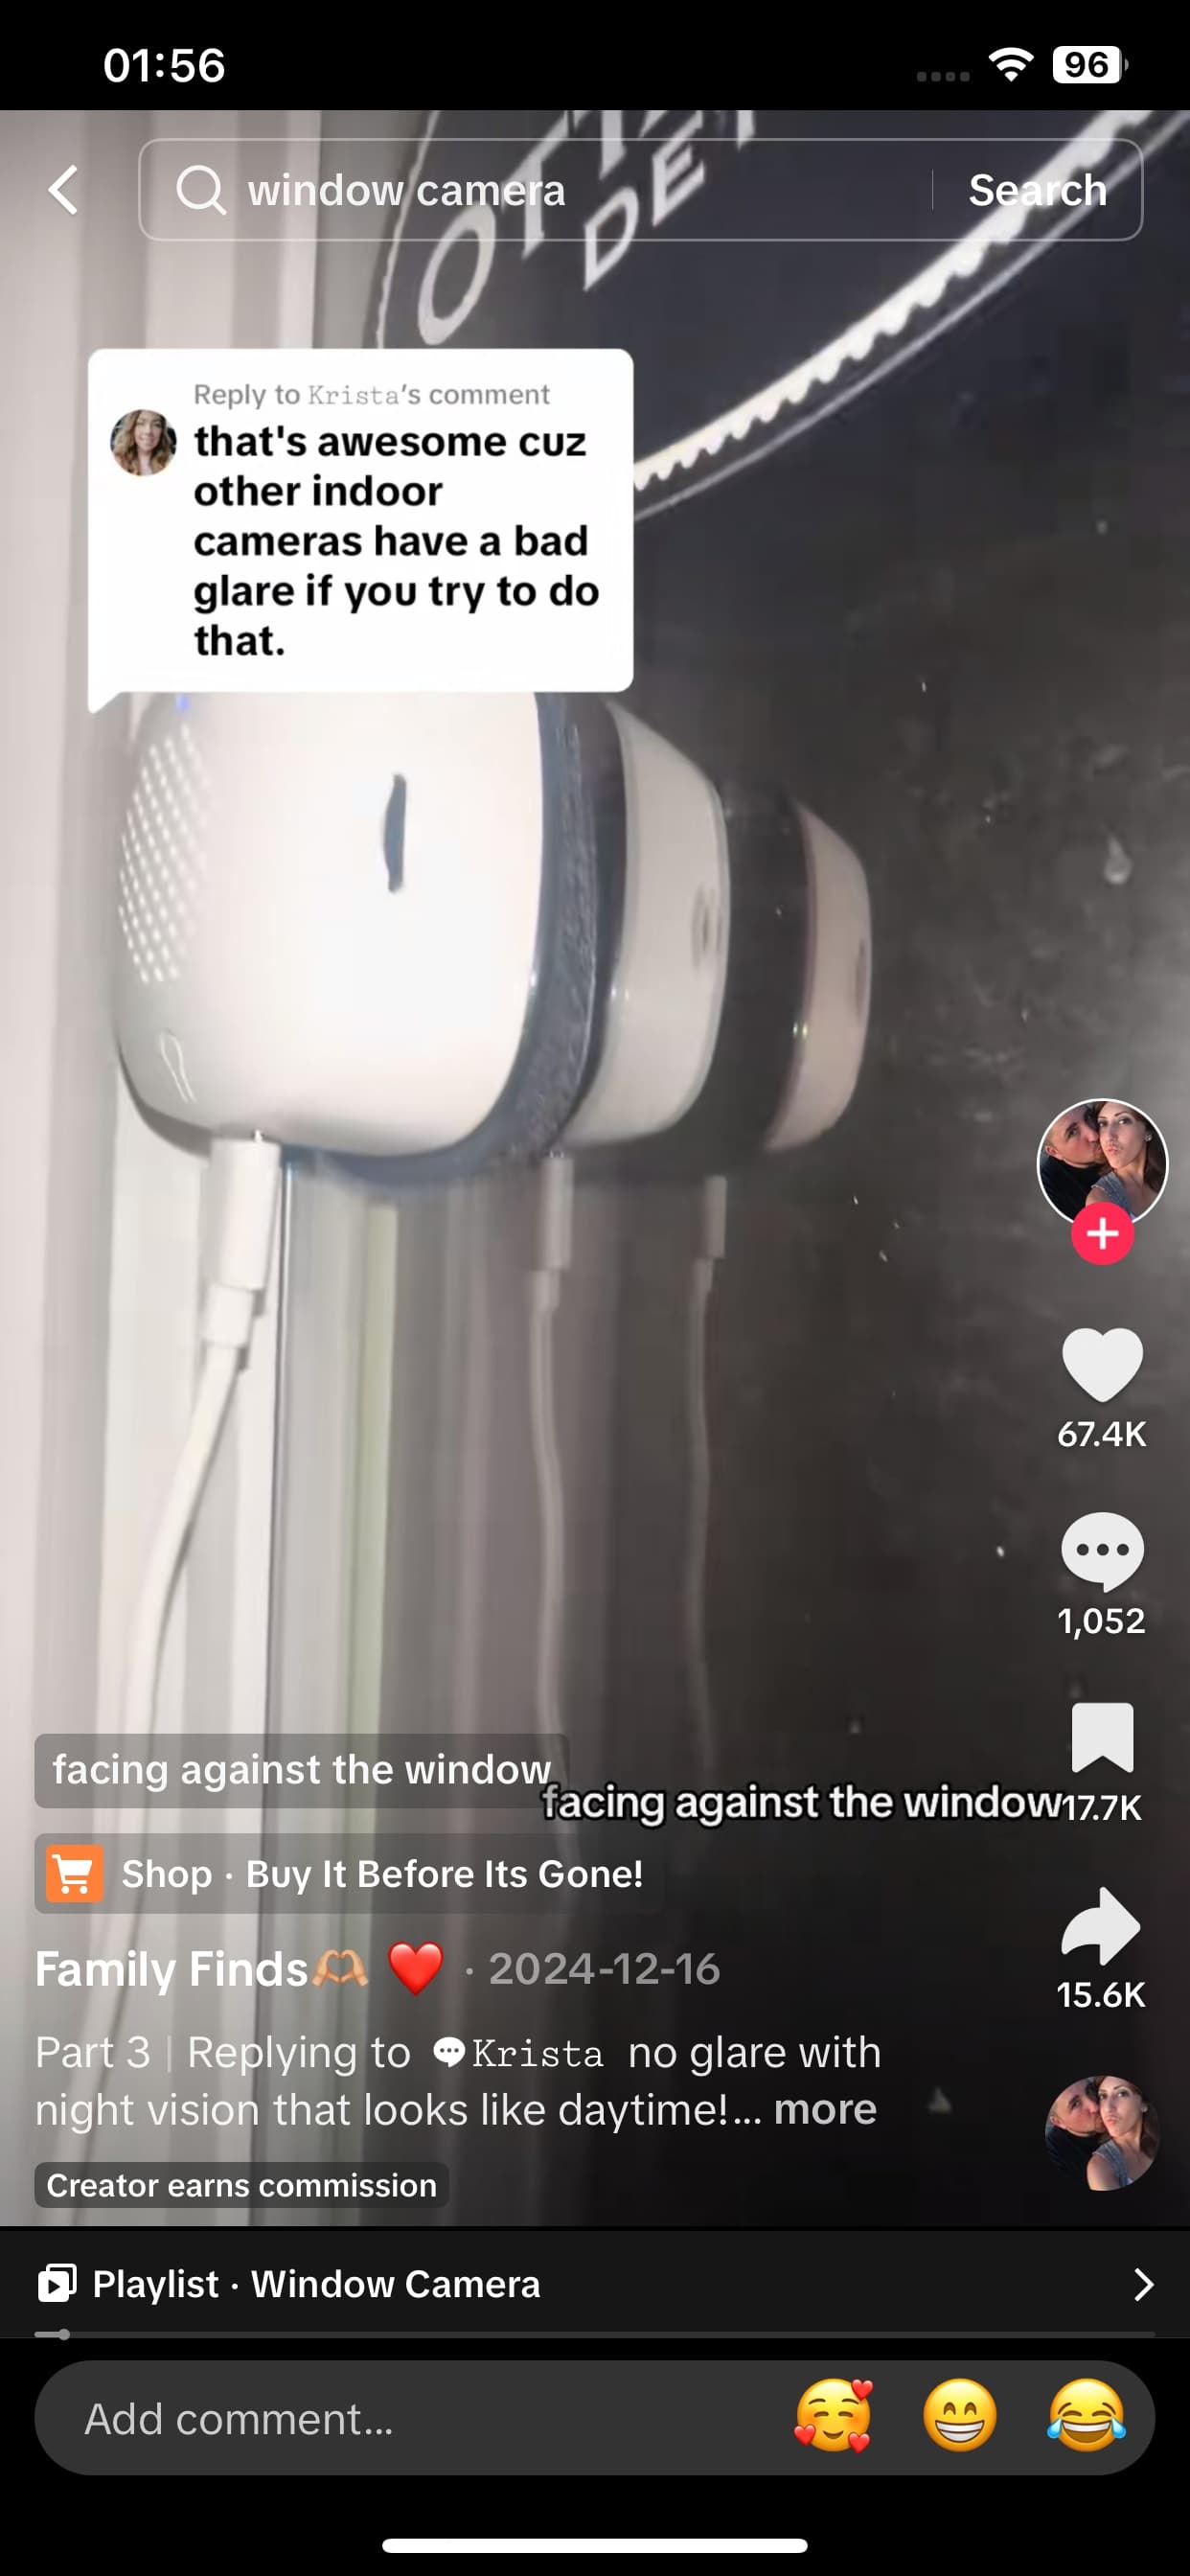 01:56
96
window camera
Search
Reply to Krista's comment
that's awesome cuz
other indoor
cameras have a bad
glare if you try to do
that.
67.4K
1,052
facing against the window
facing against the window
17.7K
Shop · Buy It Before Its Gone!
Family Finds🫶🏼 ❤️ · 2024-12-16
15.6K
Part 3 | Replying to 💬Krista no glare with
night vision that looks like daytime!... more
Creator earns commission
Playlist · Window Camera
Add comment...